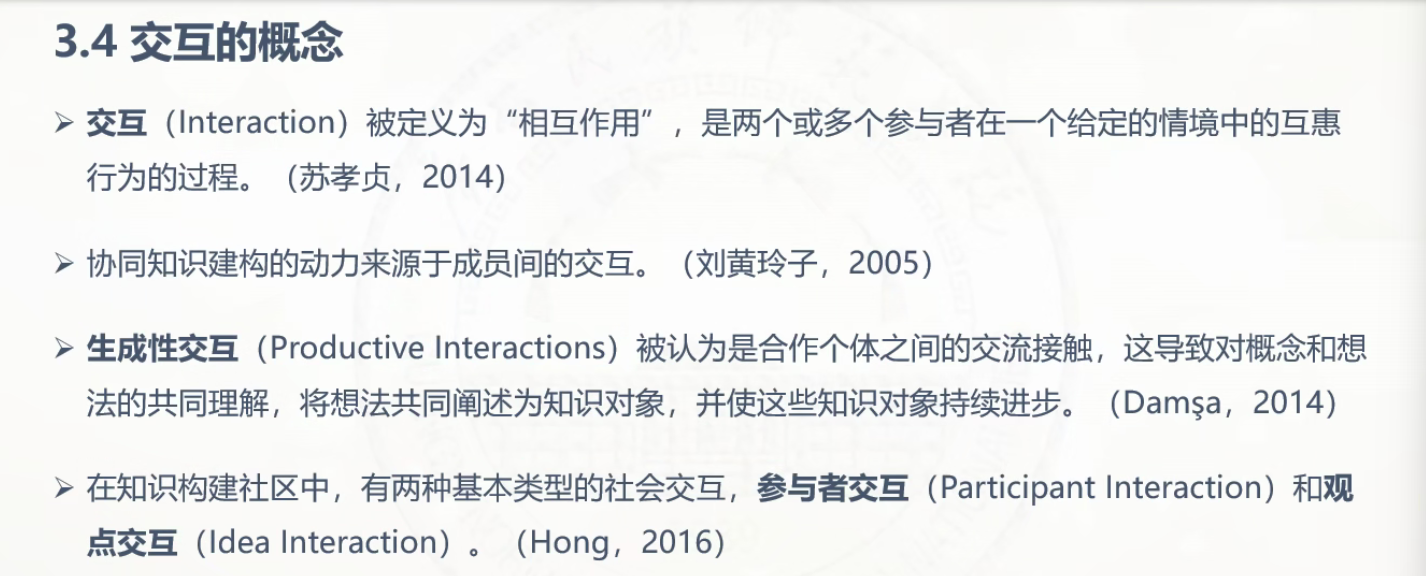 3.4 交互的概念
➢ 交互（Interaction）被定义为“相互作用”，是两个或多个参与者在一个给定的情境中的互惠
行为的过程。（苏孝贞，2014）
➢ 协同知识建构的动力来源于成员间的交互。（刘黄玲子，2005）
➢ 生成性交互（Productive Interactions）被认为是合作个体之间的交流接触，这导致对概念和想
法的共同理解，将想法共同阐述为知识对象，并使这些知识对象持续进步。（Damşa，2014）
➢ 在知识构建社区中，有两种基本类型的社会交互，参与者交互（Participant Interaction）和观
点交互（Idea Interaction）。（Hong，2016）